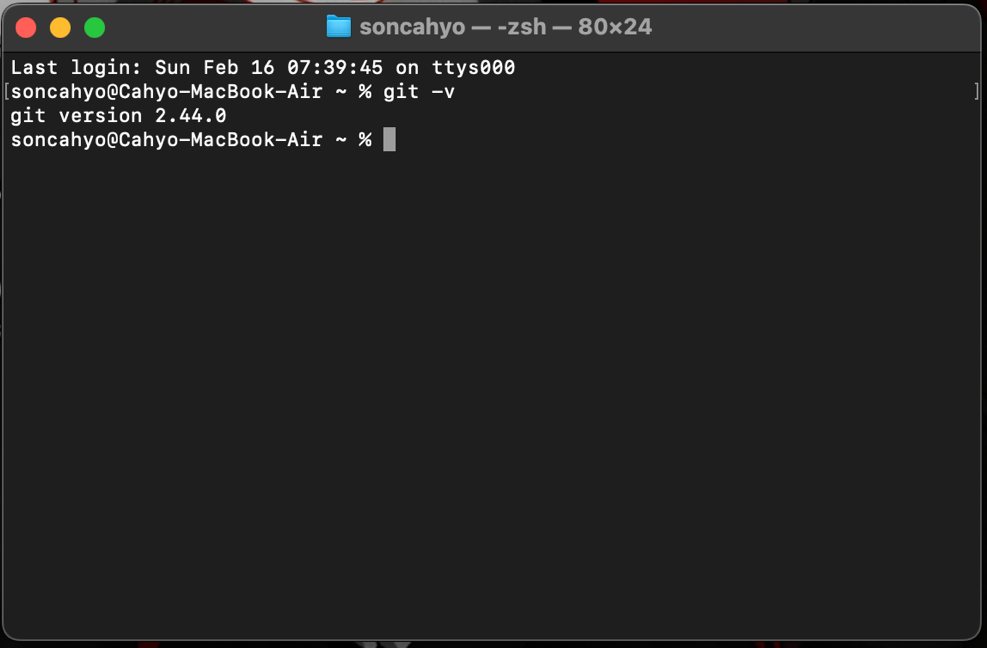 soncahyo — -zsh — 80×24
Last login: Sun Feb 16 07:39:45 on ttys000
[soncahyo@Cahyo-MacBook-Air ~ % git -v ]
git version 2.44.0
soncahyo@Cahyo-MacBook-Air ~ %